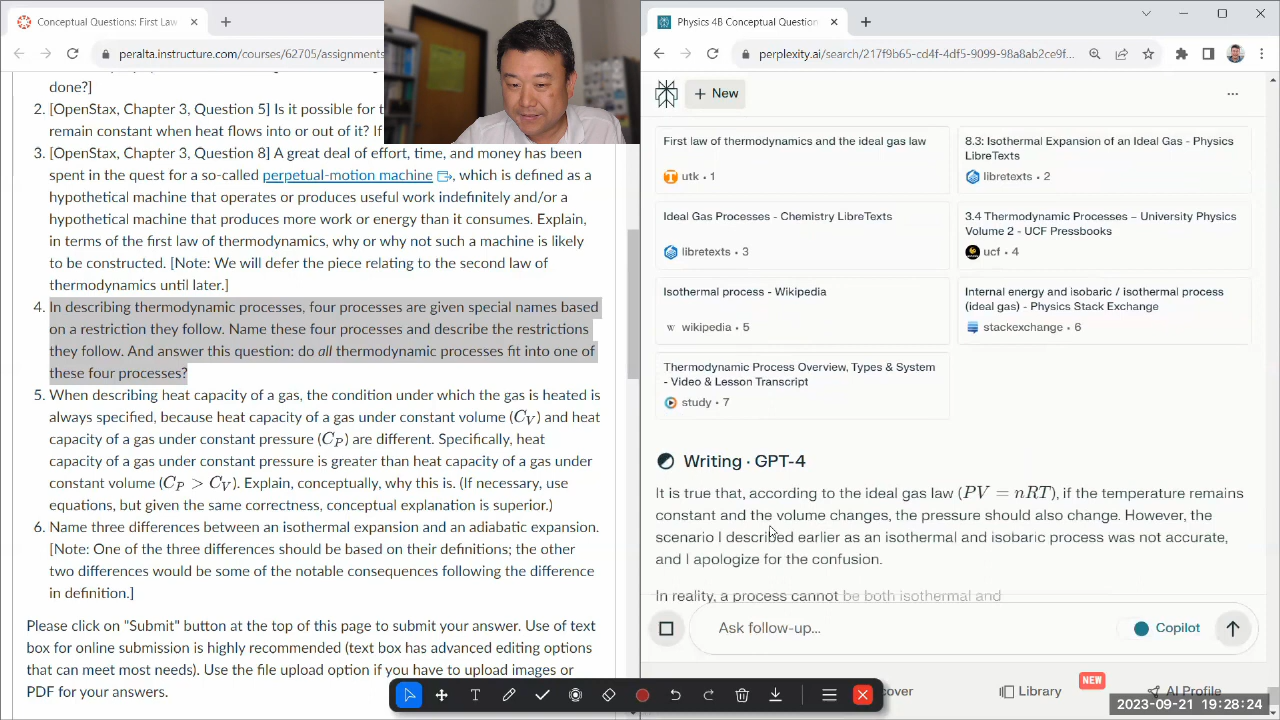 Conceptual Questions: First Law
peralta.instructure.com/courses/62705/assignments
done?]
2. [OpenStax, Chapter 3, Question 5] Is it possible for t
remain constant when heat flows into or out of it? If
3. [OpenStax, Chapter 3, Question 8] A great deal of effort, time, and money has been
spent in the quest for a so-called perpetual-motion machine, which is defined as a
hypothetical machine that operates or produces useful work indefinitely and/or a
hypothetical machine that produces more work or energy than it consumes. Explain,
in terms of the first law of thermodynamics, why or why not such a machine is likely
to be constructed. [Note: We will defer the piece relating to the second law of
thermodynamics until later.]
4. In describing thermodynamic processes, four processes are given special names based
on a restriction they follow. Name these four processes and describe the restrictions
they follow. And answer this question: do all thermodynamic processes fit into one of
these four processes?
5. When describing heat capacity of a gas, the condition under which the gas is heated is
always specified, because heat capacity of a gas under constant volume (C_V) and heat
capacity of a gas under constant pressure (C_P) are different. Specifically, heat
capacity of a gas under constant pressure is greater than heat capacity of a gas under
constant volume (C_P > C_V). Explain, conceptually, why this is. (If necessary, use
equations, but given the same correctness, conceptual explanation is superior.)
6. Name three differences between an isothermal expansion and an adiabatic expansion.
[Note: One of the three differences should be based on their definitions; the other
two differences would be some of the notable consequences following the difference
in definition.]
Please click on "Submit" button at the top of this page to submit your answer. Use of text
box for online submission is highly recommended (text box has advanced editing options
that can meet most needs). Use the file upload option if you have to upload images or
PDF for your answers.
Physics 4B Conceptual Question
perplexity.ai/search/217f9b65-cd4f-4df5-9099-98a8ab2ce9f...
New
First law of thermodynamics and the ideal gas law
utk • 1
8.3: Isothermal Expansion of an Ideal Gas - Physics
LibreTexts
libretexts • 2
Ideal Gas Processes - Chemistry LibreTexts
libretexts • 3
3.4 Thermodynamic Processes – University Physics
Volume 2 - UCF Pressbooks
ucf • 4
Isothermal process - Wikipedia
W wikipedia • 5
Internal energy and isobaric / isothermal process
(ideal gas) - Physics Stack Exchange
stackexchange • 6
Thermodynamic Process Overview, Types & System
- Video & Lesson Transcript
study • 7
Writing · GPT-4
It is true that, according to the ideal gas law (PV = nRT), if the temperature remains
constant and the volume changes, the pressure should also change. However, the
scenario I described earlier as an isothermal and isobaric process was not accurate,
and I apologize for the confusion.
In reality, a process cannot be both isothermal and
Ask follow-up...
Copilot
cover
Library
NEW
AI Profile
T
2023-09-21 19:28:24